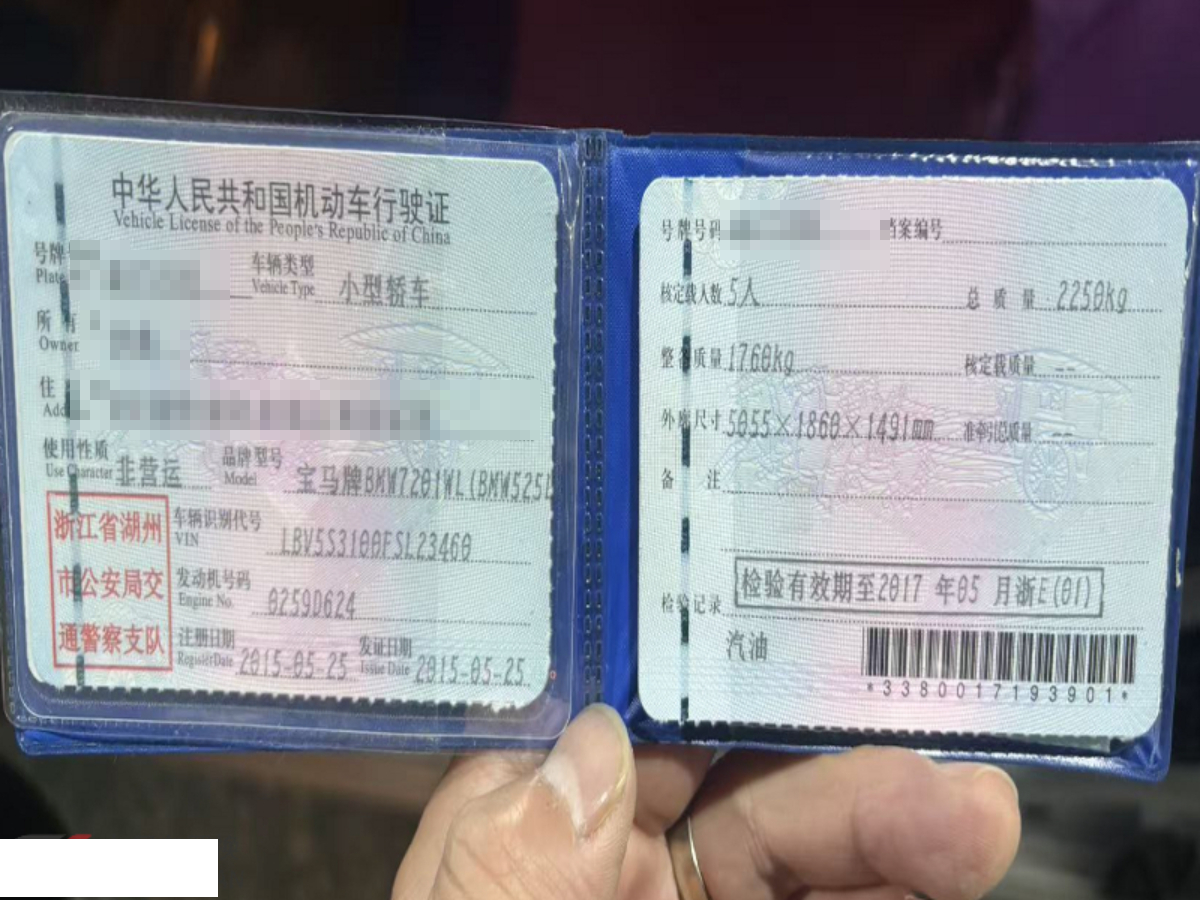 中华人民共和国机动车行驶证
Vehicle License of the People's Republic of China
号牌
Plate
车辆类型 小型轿车
Vehicle Type
所有
Owner
住
Add
使用性质 非营运
Use Character
品牌型号 宝马牌BMW7201WL(BMW525L
Model
浙江省湖州
市公安局交
通警察支队
车辆识别代号 LBV5S3100FSL23460
VIN
发动机号码 0259D624
Engine No.
注册日期 2015-05-25
Register Date
发证日期 2015-05-25
Issue Date
号牌号码
档案编号
核定载人数 5人
总质量 2250kg
整备质量 1760kg
核定载质量 --
外廓尺寸 5055×1860×1491mm
准牵引总质量 --
备注
检验记录 检验有效期至2017 年05 月浙E(01)
汽油
*3380017193901*